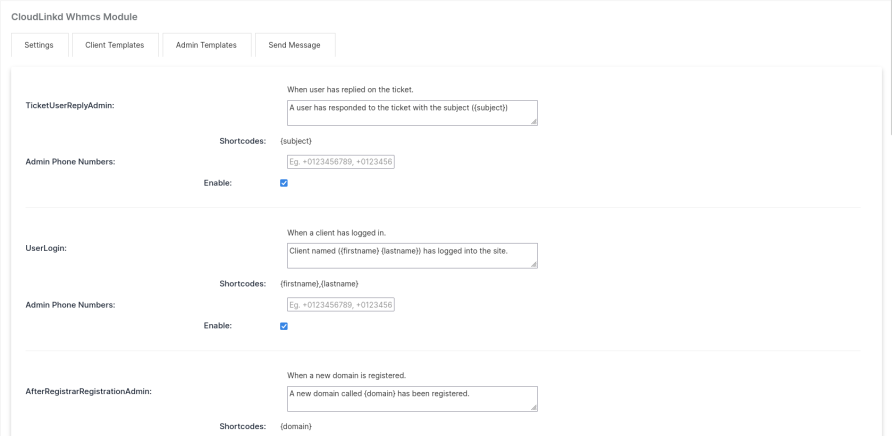 CloudLinkd Whmcs Module
Settings
Client Templates
Admin Templates
Send Message
When user has replied on the ticket.
TicketUserReplyAdmin:
A user has responded to the ticket with the subject ({subject})
Shortcodes: {subject}
Admin Phone Numbers: Eg. +0123456789, +0123456
Enable:
When a client has logged in.
UserLogin:
Client named ({firstname} {lastname}) has logged into the site.
Shortcodes: {firstname},{lastname}
Admin Phone Numbers: Eg. +0123456789, +0123456
Enable:
When a new domain is registered.
AfterRegistrarRegistrationAdmin:
A new domain called {domain} has been registered.
Shortcodes: {domain}